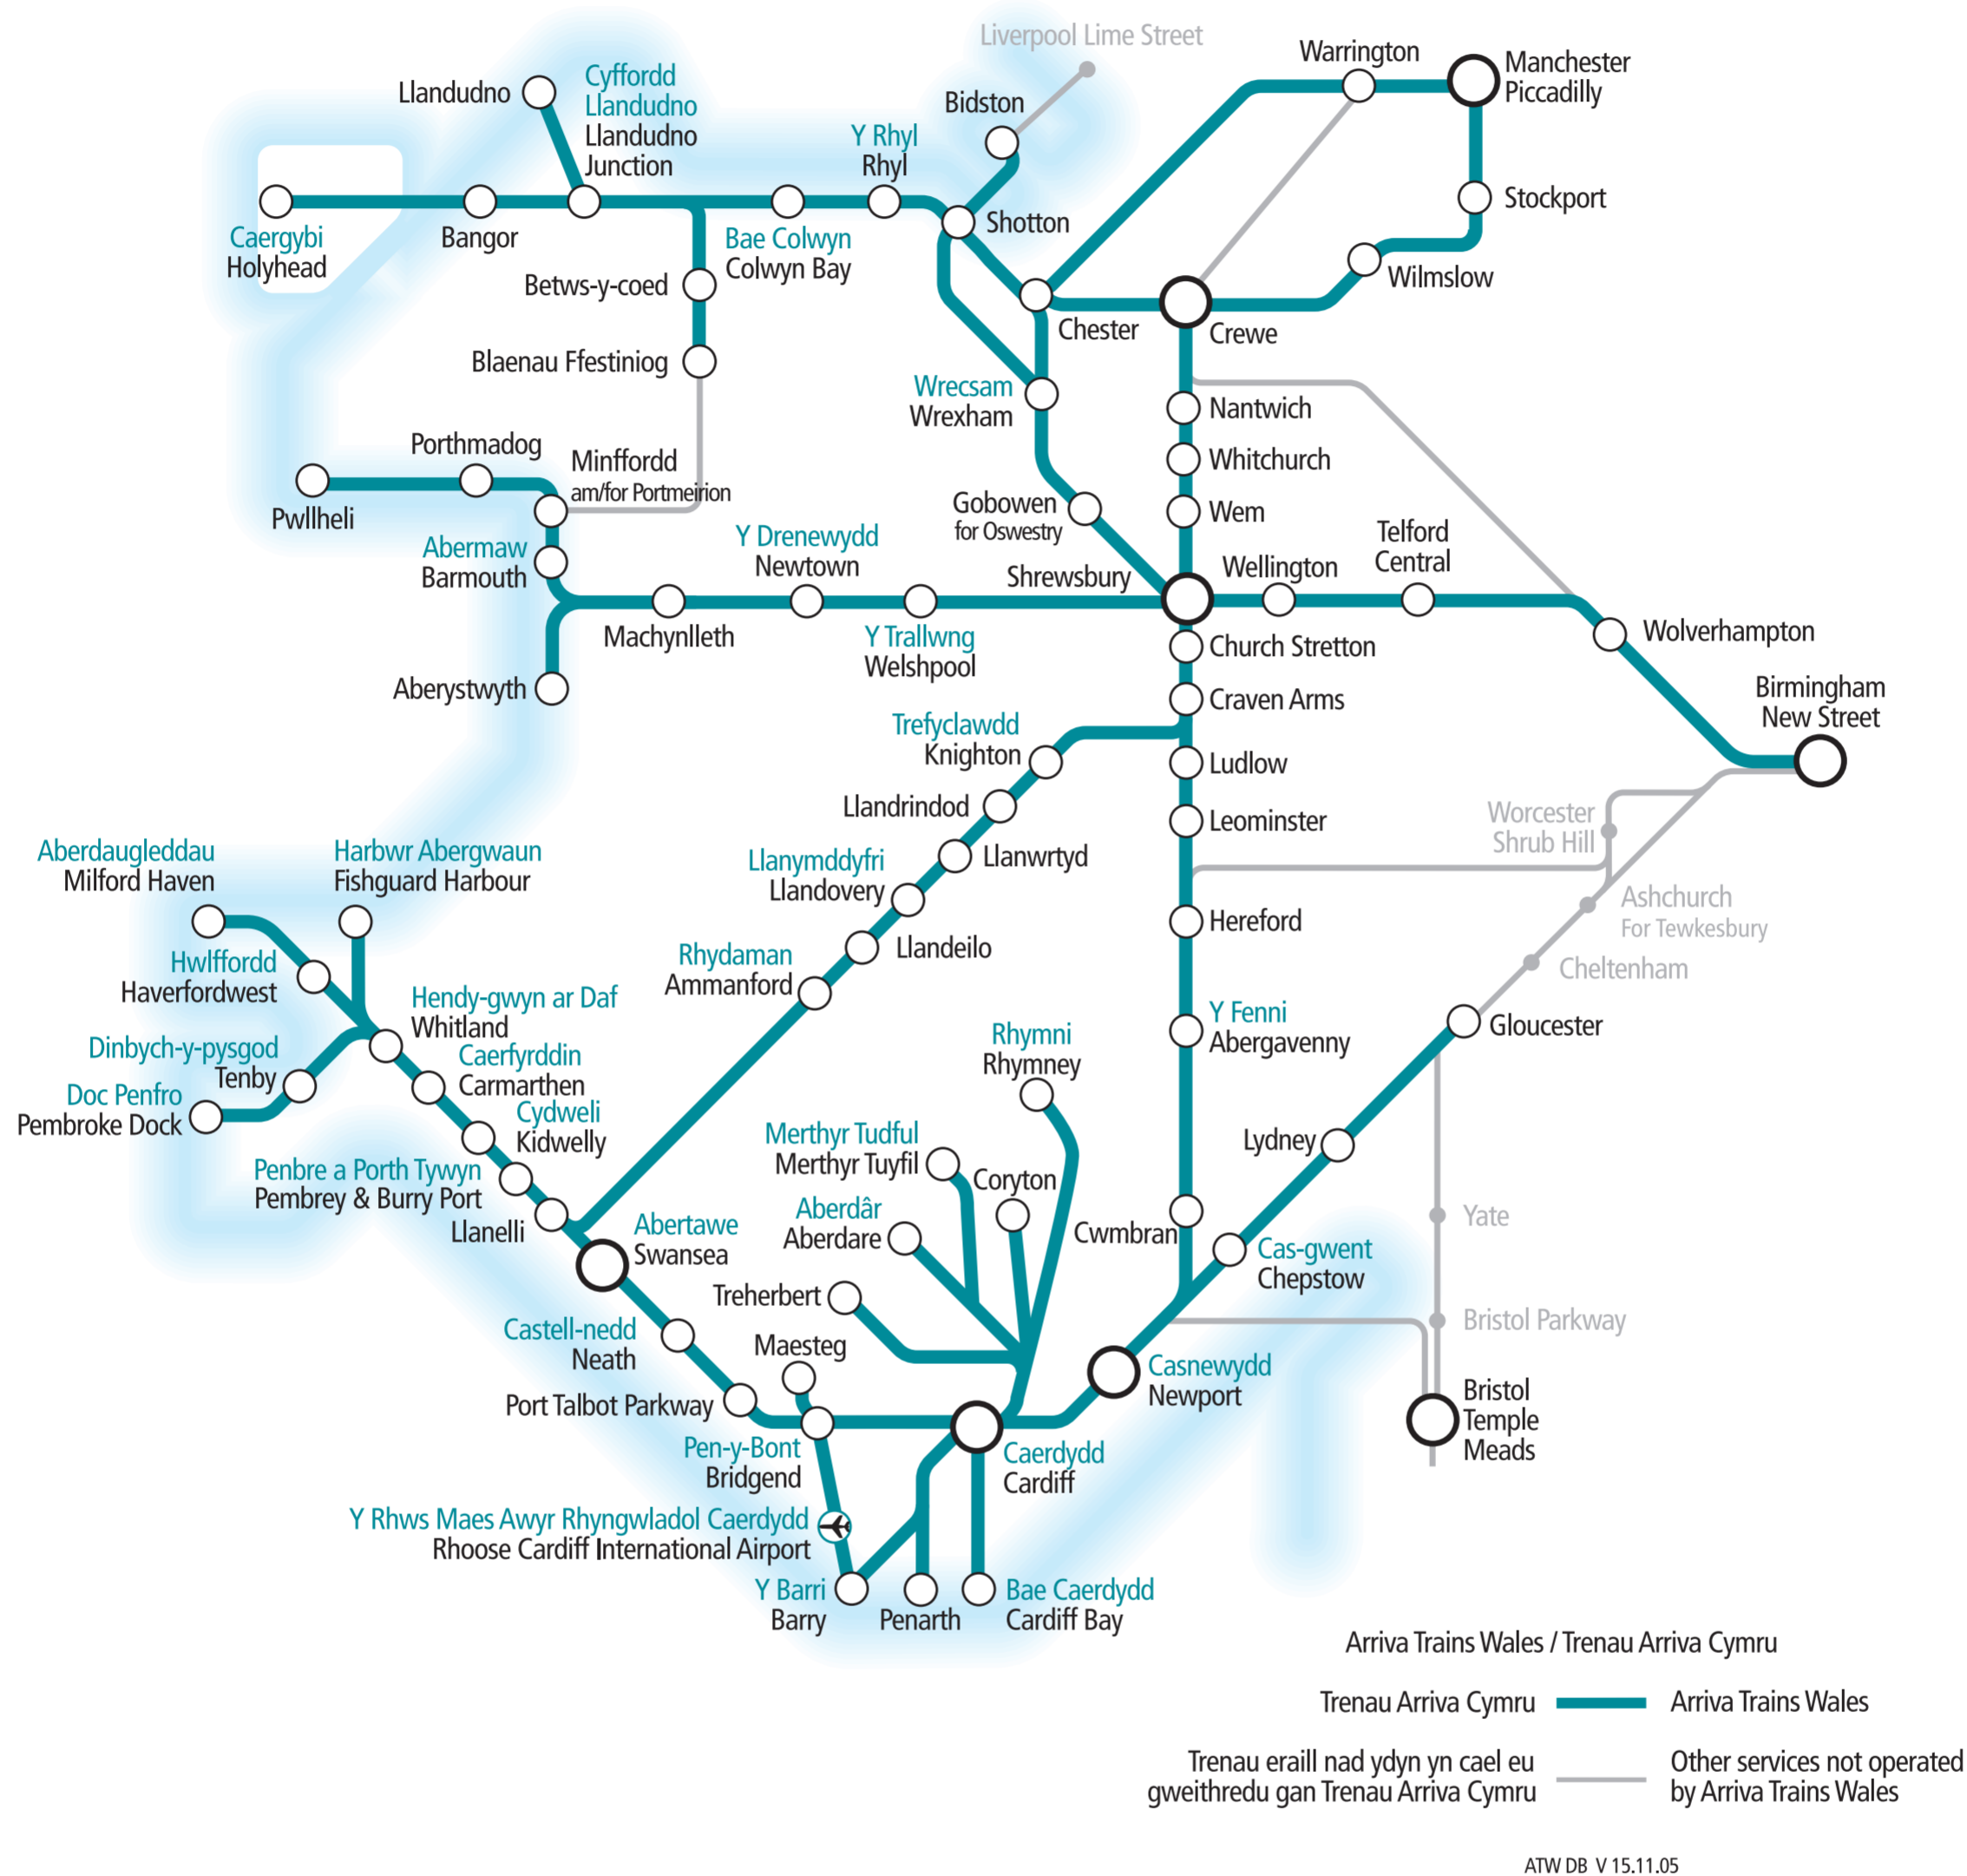 Liverpool Lime Street
Warrington
Manchester
Piccadilly
Cyffordd
Llandudno
Llandudno
Junction
Llandudno
Bidston
Y Rhyl
Rhyl
Stockport
Shotton
Caergybi
Holyhead
Bangor
Bae Colwyn
Colwyn Bay
Wilmslow
Betws-y-coed
Chester
Crewe
Blaenau Ffestiniog
Wrecsam
Wrexham
Nantwich
Porthmadog
Minffordd
am/for Portmeirion
Whitchurch
Pwllheli
Gobowen
for Oswestry
Wem
Abermaw
Barmouth
Y Drenewydd
Newtown
Shrewsbury
Wellington
Telford
Central
Machynlleth
Y Trallwng
Welshpool
Church Stretton
Wolverhampton
Aberystwyth
Craven Arms
Birmingham
New Street
Trefyclawdd
Knighton
Ludlow
Llandrindod
Leominster
Worcester
Shrub Hill
Aberdaugleddau
Milford Haven
Harbwr Abergwaun
Fishguard Harbour
Llanymddyfri
Llandovery
Llanwrtyd
Ashchurch
For Tewkesbury
Hereford
Hwlffordd
Haverfordwest
Rhydaman
Ammanford
Llandeilo
Cheltenham
Hendy-gwyn ar Daf
Whitland
Y Fenni
Abergavenny
Gloucester
Dinbych-y-pysgod
Tenby
Caerfyrddin
Carmarthen
Rhymni
Rhymney
Doc Penfro
Pembroke Dock
Cydweli
Kidwelly
Merthyr Tudful
Merthyr Tuyfil
Lydney
Penbre a Porth Tywyn
Pembrey & Burry Port
Coryton
Llanelli
Abertawe
Swansea
Aberdâr
Aberdare
Cwmbran
Cas-gwent
Chepstow
Yate
Treherbert
Castell-nedd
Neath
Maesteg
Bristol Parkway
Port Talbot Parkway
Casnewydd
Newport
Bristol
Temple
Meads
Pen-y-Bont
Bridgend
Caerdydd
Cardiff
Y Rhws Maes Awyr Rhyngwladol Caerdydd
Rhoose Cardiff International Airport
Y Barri
Barry
Penarth
Bae Caerdydd
Cardiff Bay
Arriva Trains Wales / Trenau Arriva Cymru
Trenau Arriva Cymru
Arriva Trains Wales
Trenau eraill nad ydyn yn cael eu
gweithredu gan Trenau Arriva Cymru
Other services not operated
by Arriva Trains Wales
ATW DB V 15.11.05